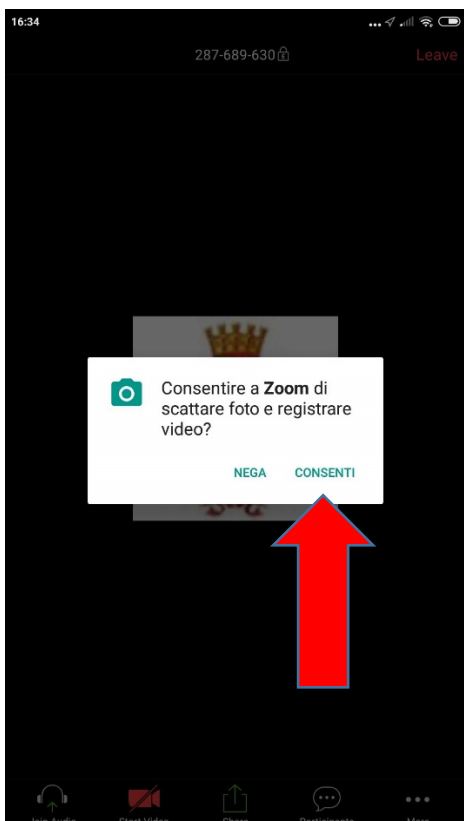 16:34
287-689-630
Leave
Consentire a Zoom di
scattare foto e registrare
video?
NEGA
CONSENTI
Join Audio
Start Video
Share
Participants
More